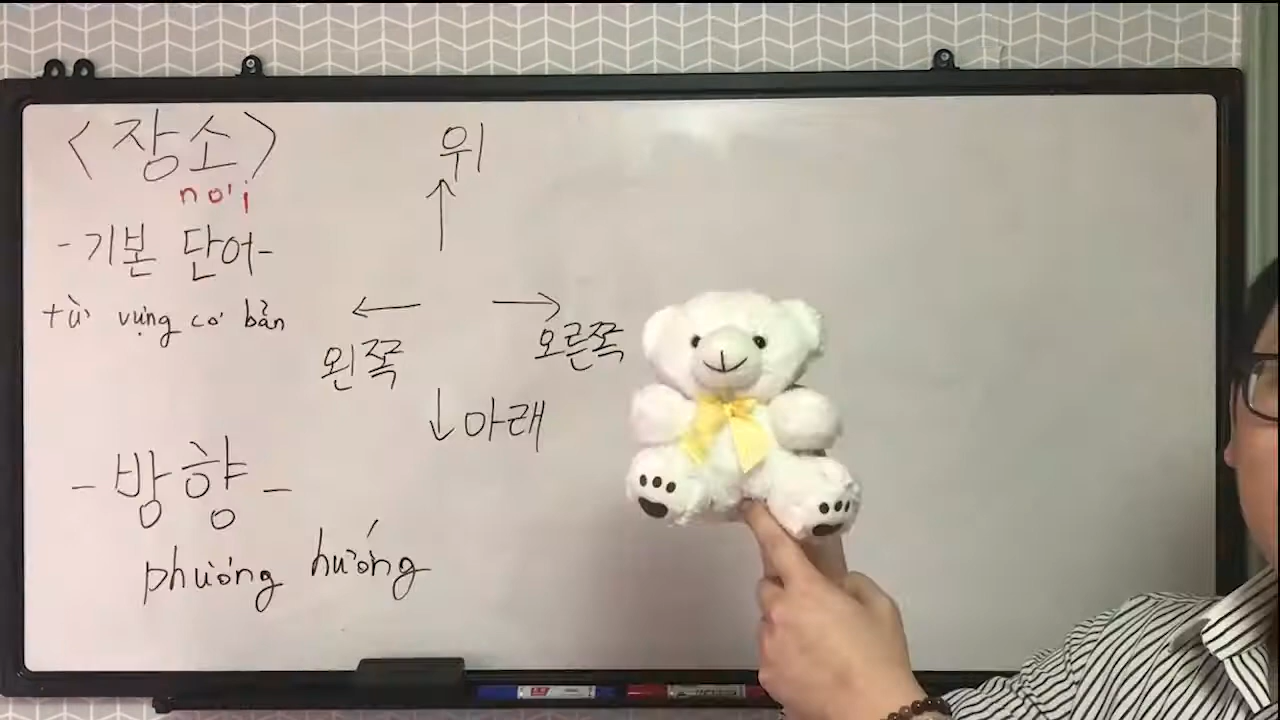 <장소>
nơi
-기본 단어-
từ vựng cơ bản
위
↑
← →
왼쪽 오른쪽
↓아래
-방향-
phướng hướng